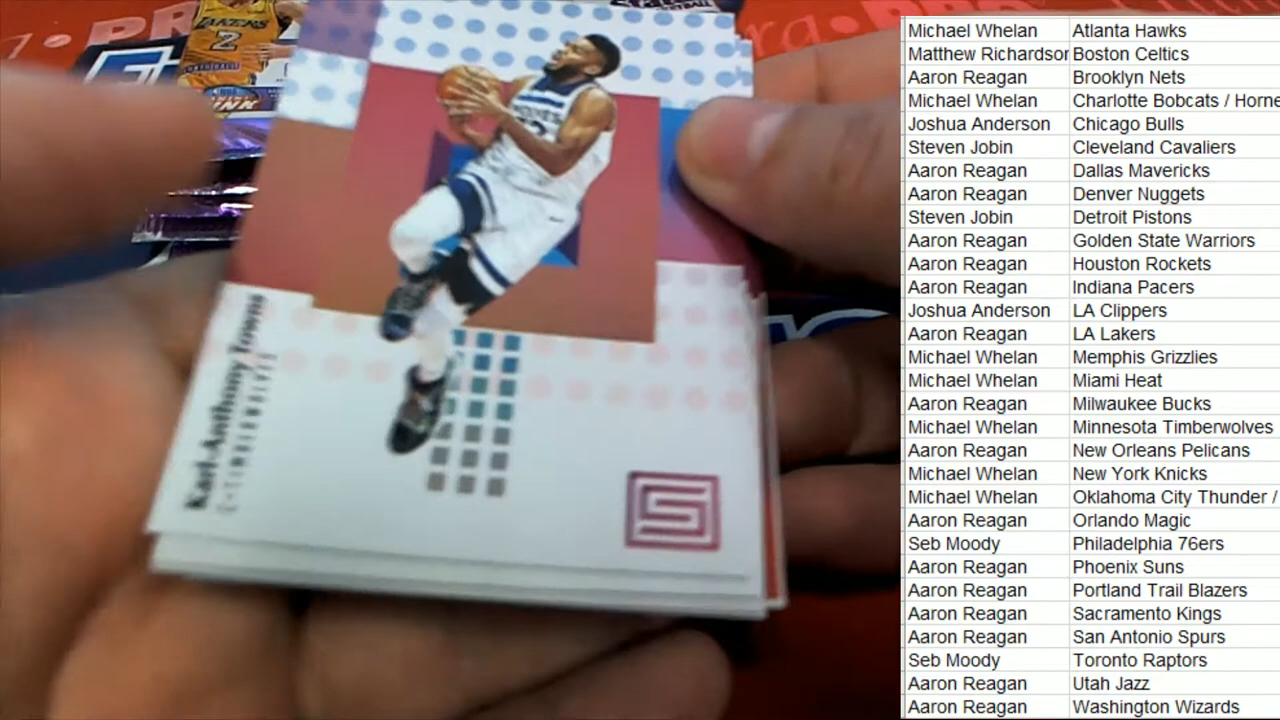 LAKERS
2
Karl-Anthony Towns
Michael Whelan Atlanta Hawks
Matthew Richardson Boston Celtics
Aaron Reagan Brooklyn Nets
Michael Whelan Charlotte Bobcats / Horne
Joshua Anderson Chicago Bulls
Steven Jobin Cleveland Cavaliers
Aaron Reagan Dallas Mavericks
Aaron Reagan Denver Nuggets
Steven Jobin Detroit Pistons
Aaron Reagan Golden State Warriors
Aaron Reagan Houston Rockets
Aaron Reagan Indiana Pacers
Joshua Anderson LA Clippers
Aaron Reagan LA Lakers
Michael Whelan Memphis Grizzlies
Michael Whelan Miami Heat
Aaron Reagan Milwaukee Bucks
Michael Whelan Minnesota Timberwolves
Aaron Reagan New Orleans Pelicans
Michael Whelan New York Knicks
Michael Whelan Oklahoma City Thunder /
Aaron Reagan Orlando Magic
Seb Moody Philadelphia 76ers
Aaron Reagan Phoenix Suns
Aaron Reagan Portland Trail Blazers
Aaron Reagan Sacramento Kings
Aaron Reagan San Antonio Spurs
Seb Moody Toronto Raptors
Aaron Reagan Utah Jazz
Aaron Reagan Washington Wizards